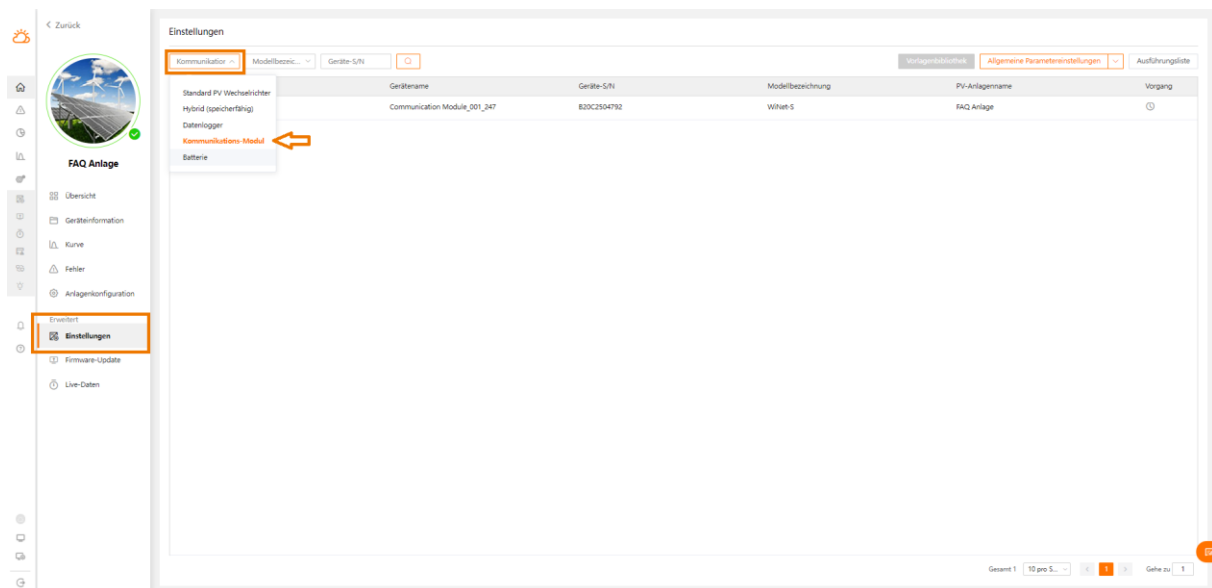 Zurück
FAQ Anlage
Übersicht
Geräteinformation
Kurve
Fehler
Anlagenkonfiguration
Erweitert
Einstellungen
Firmware-Update
Live-Daten
Einstellungen
Kommunikation Modellbezeic... Geräte-S/N Vorlagenbibliothek Allgemeine Parametereinstellungen Ausführungsliste
Standard PV Wechselrichter
Hybrid (speicherfähig)
Datenlogger
Kommunikations-Modul
Batterie
Gerätename Geräte-S/N Modellbezeichnung PV-Anlagenname Vorgang
Communication Module_001_247 B20C2504792 WiNet-S FAQ Anlage
Gesamt 1 10 pro S... 1 Gehe zu 1